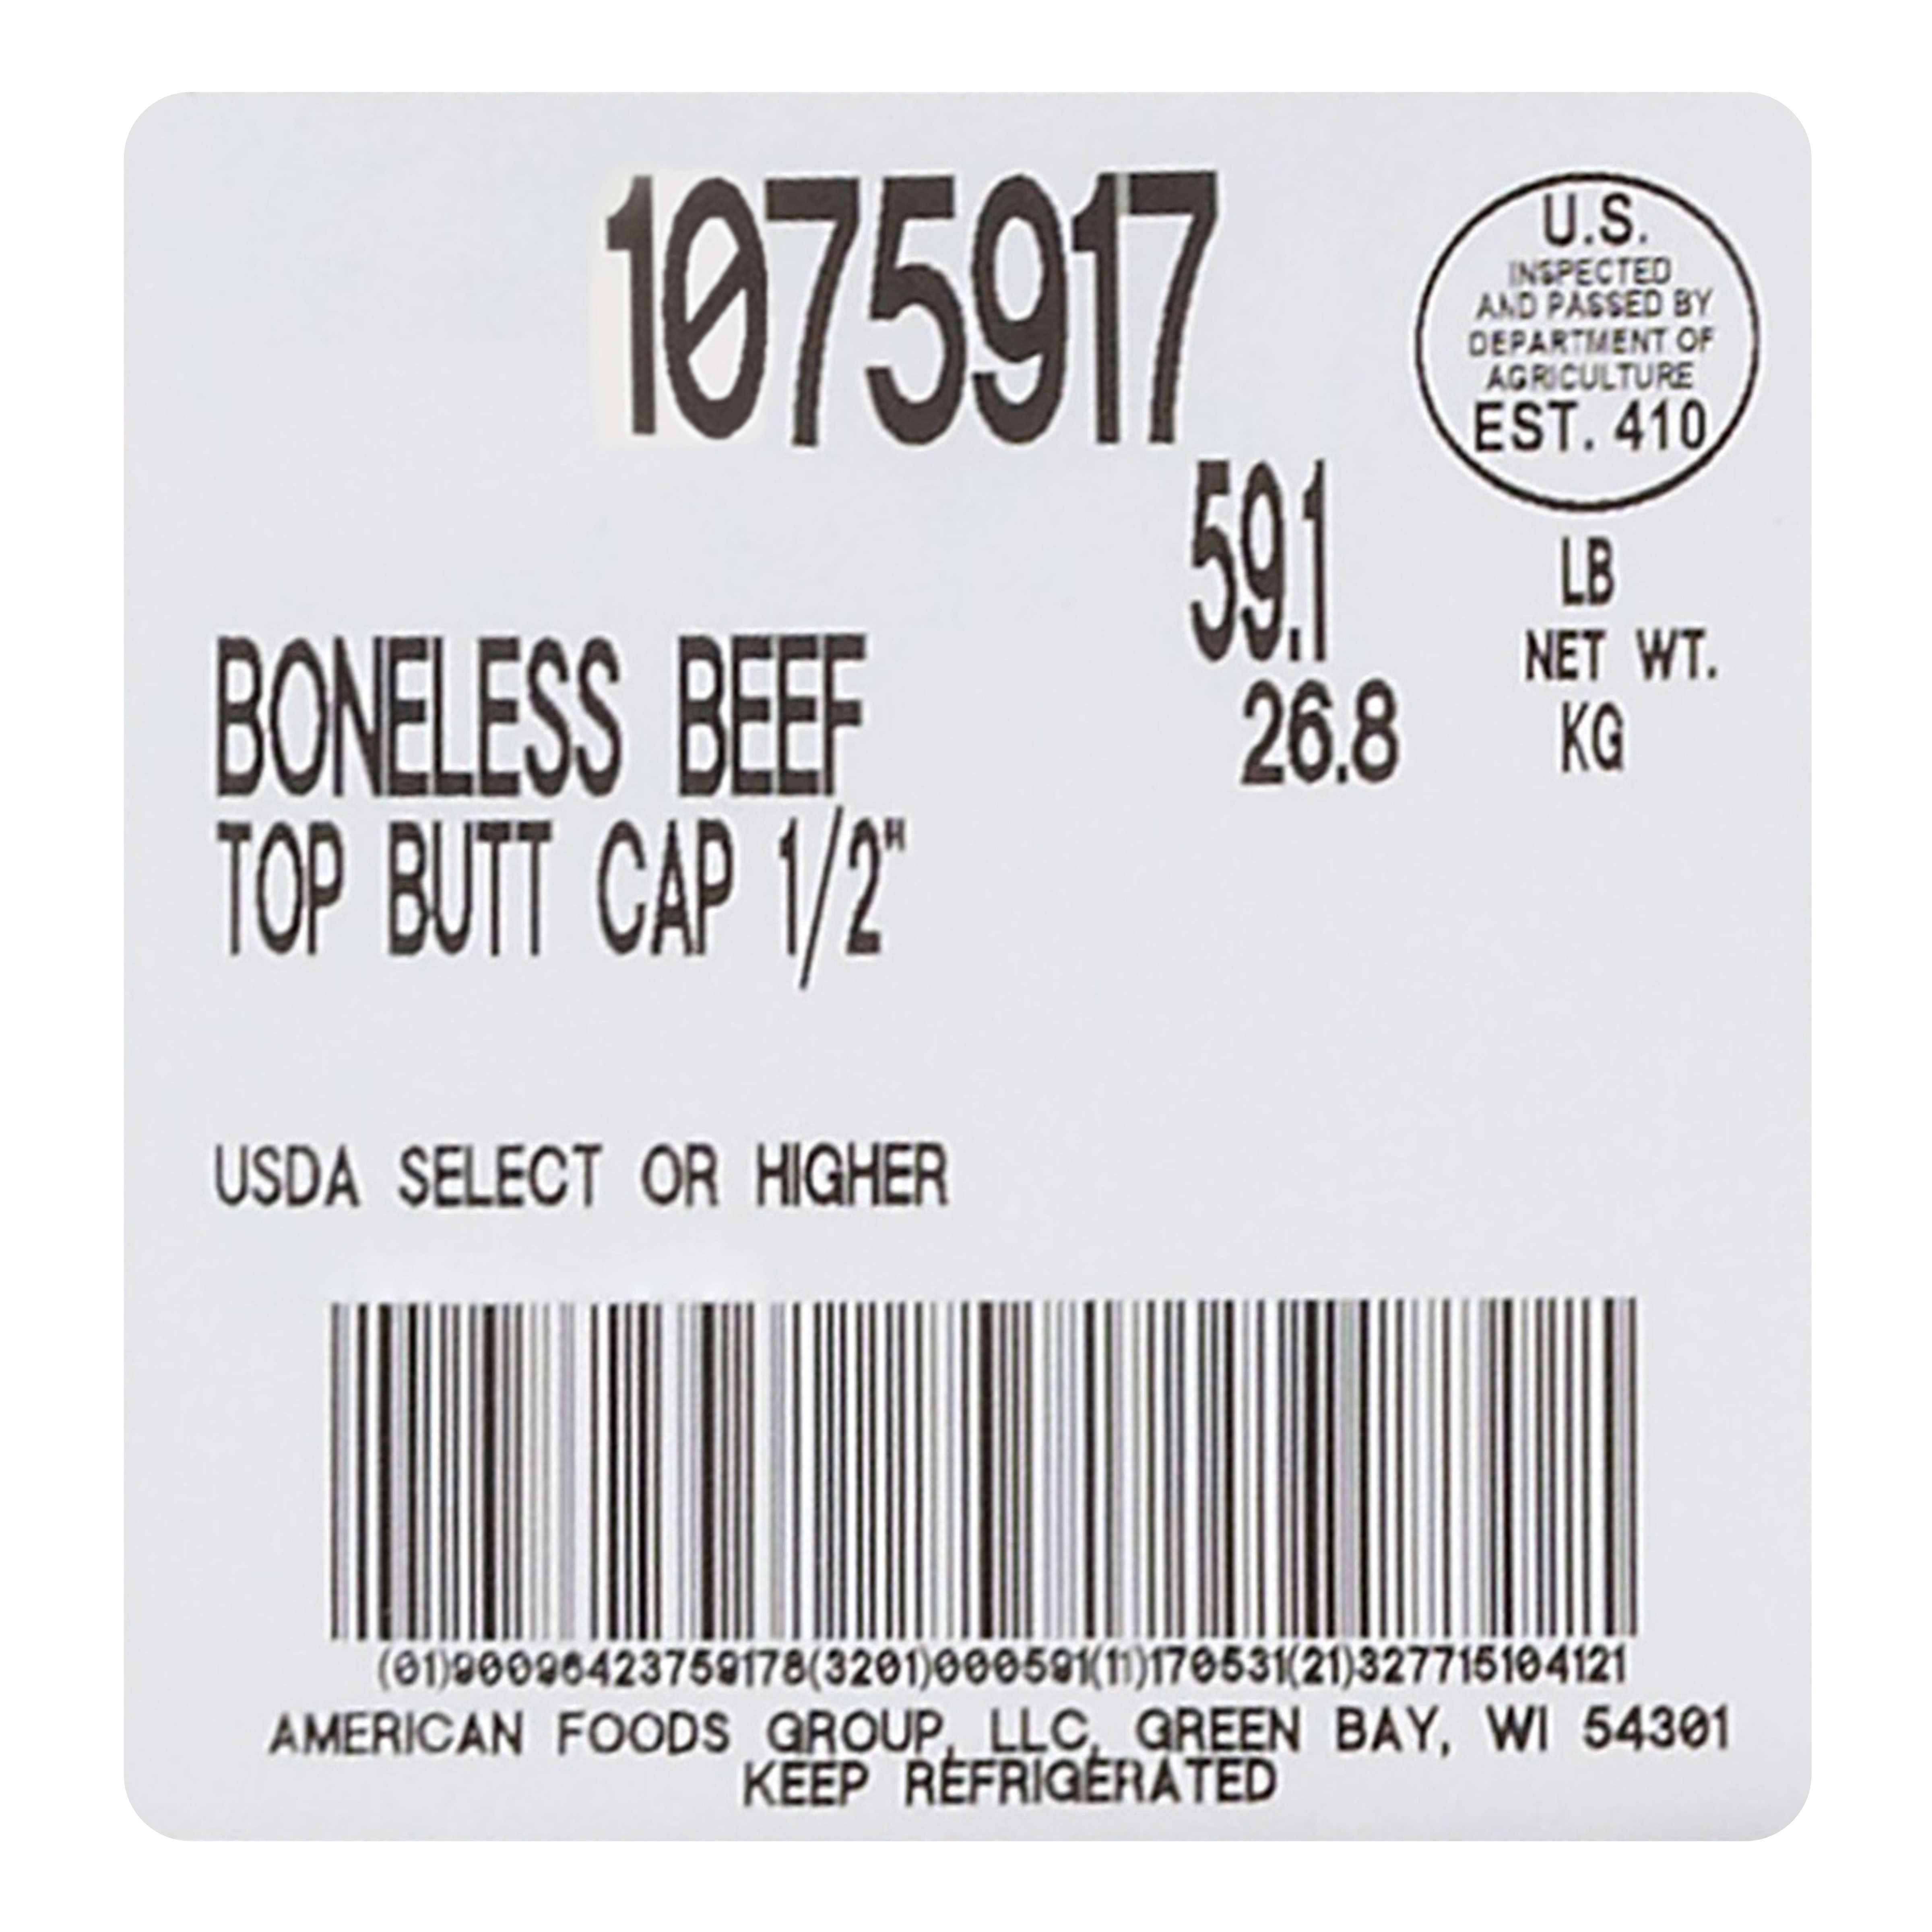 1075917
U.S.
INSPECTED
AND PASSED BY
DEPARTMENT OF
AGRICULTURE
EST. 410
59.1
LB
NET WT.
26.8
KG
BONELESS BEEF
TOP BUTT CAP 1/2"
USDA SELECT OR HIGHER
(01)90096423759178(3201)000591(11)170531(21)327715104121
AMERICAN FOODS GROUP, LLC, GREEN BAY, WI 54301
KEEP REFRIGERATED